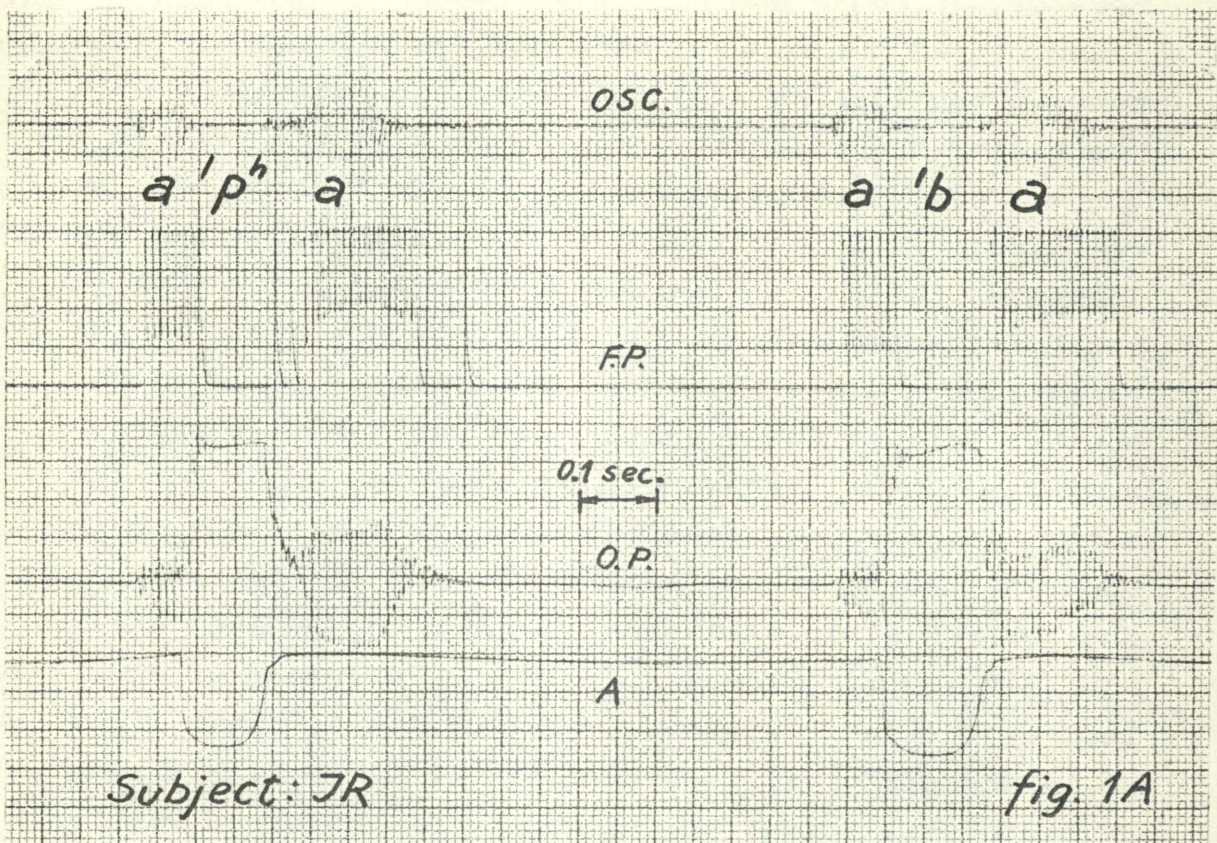 OSC.
a 'pʰ a a 'b a
F.P.
0.1 sec.
O.P.
A
Subject: JR fig. 1A